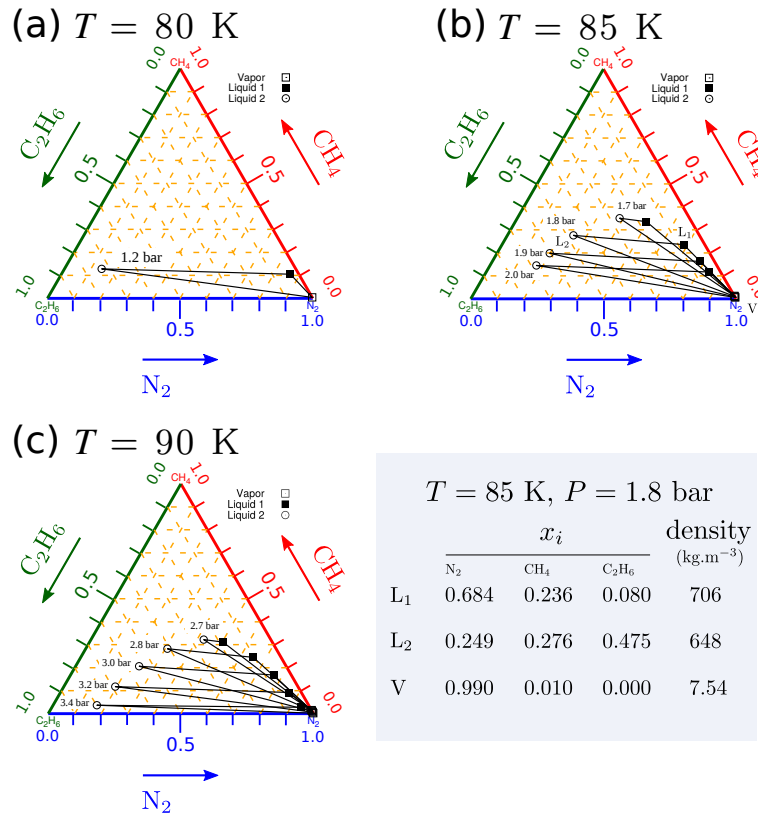 (a) T = 80 K
CH₄
0.0
1.0
Vapor
Liquid 1
Liquid 2
C₂H₆
CH₄
0.5
0.5
1.2 bar
1.0
0.0
C₂H₆
N₂
0.0
0.5
1.0
N₂
(b) T = 85 K
CH₄
0.0
1.0
Vapor
Liquid 1
Liquid 2
C₂H₆
CH₄
0.5
0.5
1.7 bar
1.8 bar
L₁
L₂
1.9 bar
2.0 bar
1.0
0.0
C₂H₆
N₂
V
0.0
0.5
1.0
N₂
(c) T = 90 K
CH₄
0.0
1.0
Vapor
Liquid 1
Liquid 2
C₂H₆
CH₄
0.5
0.5
2.7 bar
2.8 bar
3.0 bar
3.2 bar
3.4 bar
1.0
0.0
C₂H₆
N₂
0.0
0.5
1.0
N₂
T = 85 K, P = 1.8 bar
xᵢ density
(kg.m⁻³)
N₂ CH₄ C₂H₆
L₁ 0.684 0.236 0.080 706
L₂ 0.249 0.276 0.475 648
V 0.990 0.010 0.000 7.54